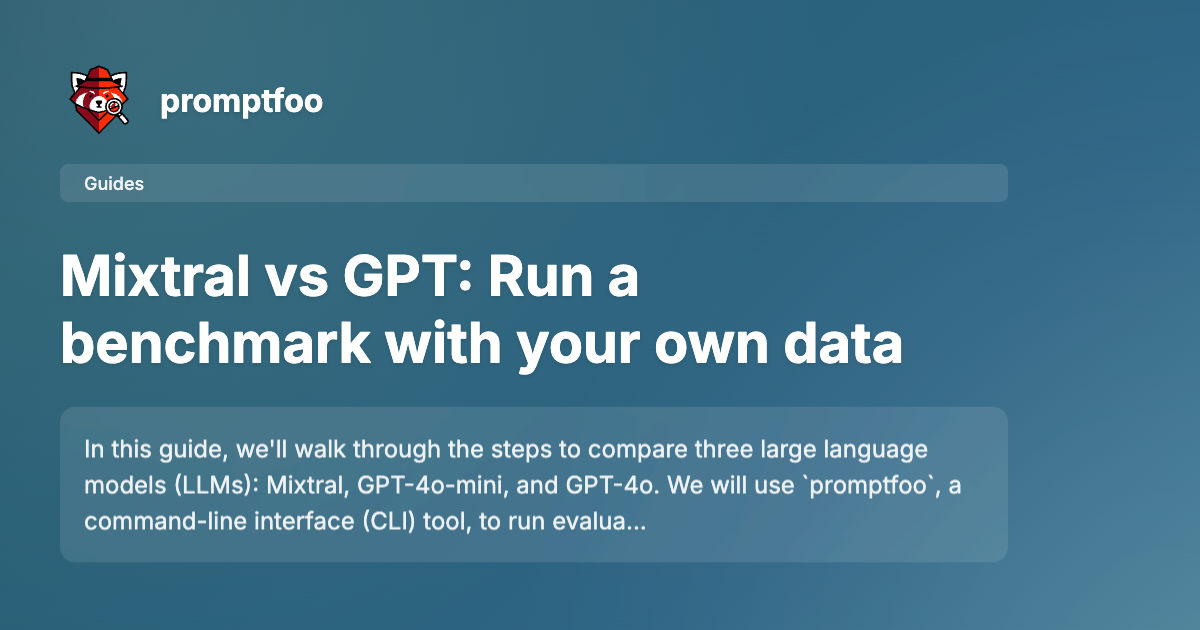 promptfoo
Guides
Mixtral vs GPT: Run a
benchmark with your own data
In this guide, we'll walk through the steps to compare three large language
models (LLMs): Mixtral, GPT-4o-mini, and GPT-4o. We will use `promptfoo`, a
command-line interface (CLI) tool, to run evalua...